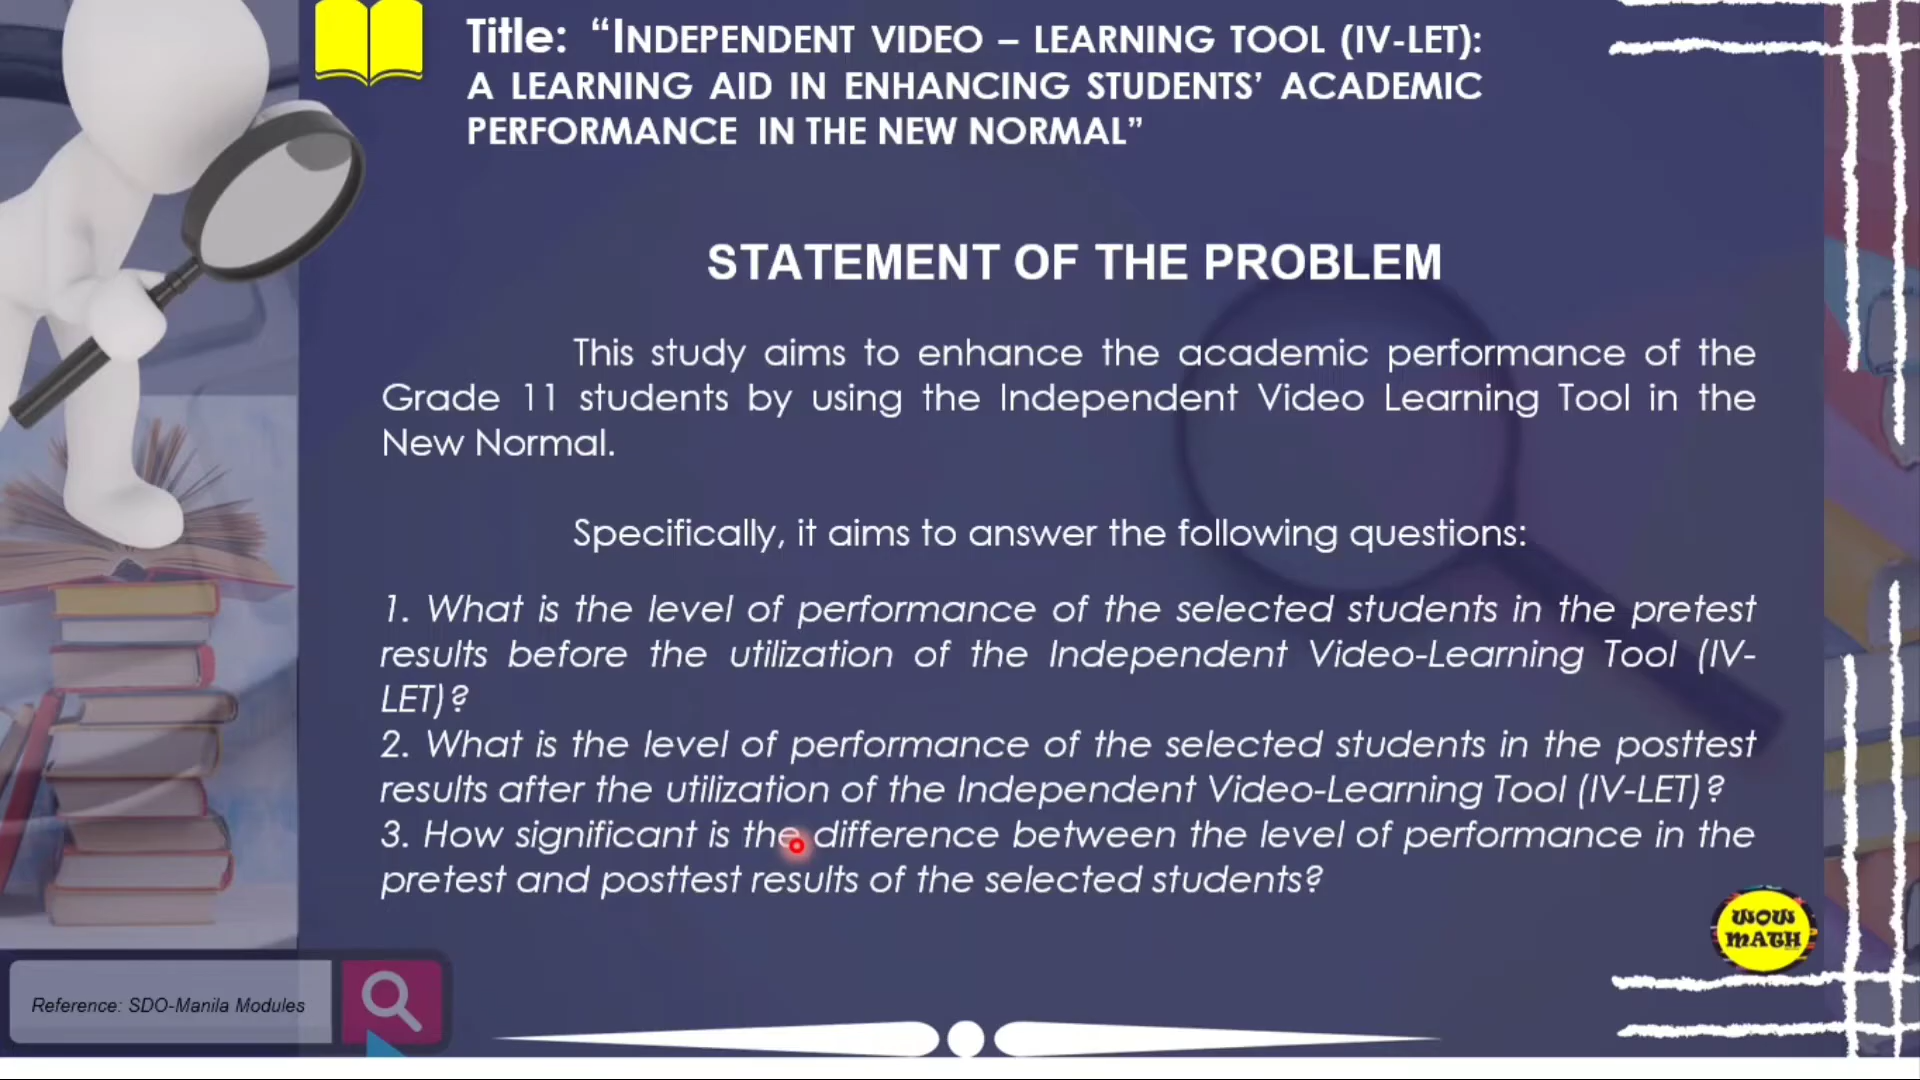 Title: “INDEPENDENT VIDEO – LEARNING TOOL (IV-LET):
A LEARNING AID IN ENHANCING STUDENTS’ ACADEMIC
PERFORMANCE IN THE NEW NORMAL”
STATEMENT OF THE PROBLEM
This study aims to enhance the academic performance of the
Grade 11 students by using the Independent Video Learning Tool in the
New Normal.
Specifically, it aims to answer the following questions:
1. What is the level of performance of the selected students in the pretest
results before the utilization of the Independent Video-Learning Tool (IV-
LET)?
2. What is the level of performance of the selected students in the posttest
results after the utilization of the Independent Video-Learning Tool (IV-LET)?
3. How significant is the difference between the level of performance in the
pretest and posttest results of the selected students?
WOW
MATH
Reference: SDO-Manila Modules